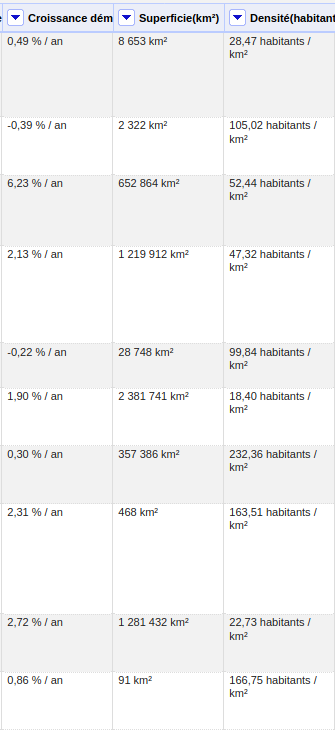 Croissance dém Superficie(km²) Densité(habitant
0,49 % / an 8 653 km² 28,47 habitants /
km²
-0,39 % / an 2 322 km² 105,02 habitants /
km²
6,23 % / an 652 864 km² 52,44 habitants /
km²
2,13 % / an 1 219 912 km² 47,32 habitants /
km²
-0,22 % / an 28 748 km² 99,84 habitants /
km²
1,90 % / an 2 381 741 km² 18,40 habitants /
km²
0,30 % / an 357 386 km² 232,36 habitants /
km²
2,31 % / an 468 km² 163,51 habitants /
km²
2,72 % / an 1 281 432 km² 22,73 habitants /
km²
0,86 % / an 91 km² 166,75 habitants /
km²